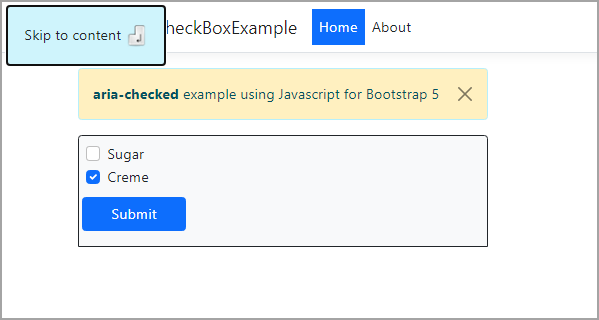 Skip to content
heckBoxExample Home About
aria-checked example using Javascript for Bootstrap 5
Sugar
Creme
Submit